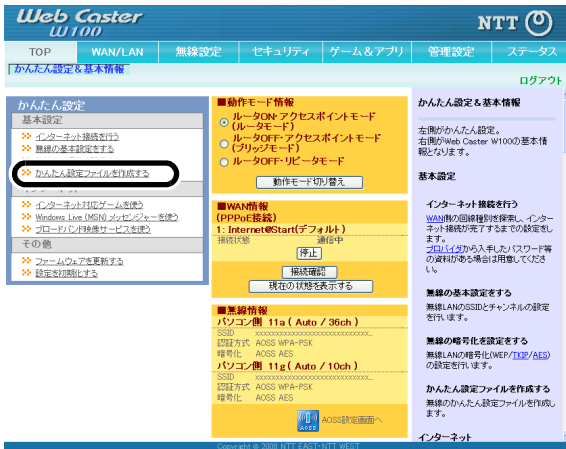 Web Caster
W100
NTT
TOP
WAN/LAN
無線設定
セキュリティ
ゲーム&アプリ
管理設定
ステータス
かんたん設定&基本情報
ログアウト
かんたん設定
基本設定
インターネット接続を行う
無線の基本設定をする
かんたん設定ファイルを作成する
インターネット対応ゲームを使う
Windows Live (MSN) メッセンジャーを使う
ブロードバンド映像サービスを使う
その他
ファームウェアを更新する
設定を初期化する
■動作モード情報
ルータON・アクセスポイントモード
(ルータモード)
ルータOFF・アクセスポイントモード
(ブリッジモード)
ルータOFF・リピータモード
動作モード切り替え
■WAN情報
(PPPoE接続)
1: Internet@Start(デフォルト)
接続状態 通信中
停止
接続確認
現在の状態を表示する
■無線情報
パソコン側 11a ( Auto / 36ch )
SSID xxxxxxxxxxxxxxxxxxxxxxxxxx...
認証方式 AOSS WPA-PSK
暗号化 AOSS AES
パソコン側 11g ( Auto / 10ch )
SSID xxxxxxxxxxxxxxxxxxxxxxxxxx...
認証方式 AOSS WPA-PSK
暗号化 AOSS AES
AOSS
AOSS設定画面へ
かんたん設定&基本情報
左側がかんたん設定。
右側がWeb Caster W100の基本情
報となります。
基本設定
インターネット接続を行う
WAN側の回線種別を探索し、インター
ネット接続が完了するまでの設定をし
ます。
プロバイダから入手したパスワード等
の資料がある場合は用意してくださ
い。
無線の基本設定をする
無線LANのSSIDとチャンネルの設定
を行います。
無線の暗号化を設定をする
無線LANの暗号化(WEP/TKIP/AES)
の設定を行います。
かんたん設定ファイルを作成する
無線のかんたん設定ファイルを作成し
ます。
インターネット
Copyright © 2008 NTT EAST・NTT WEST